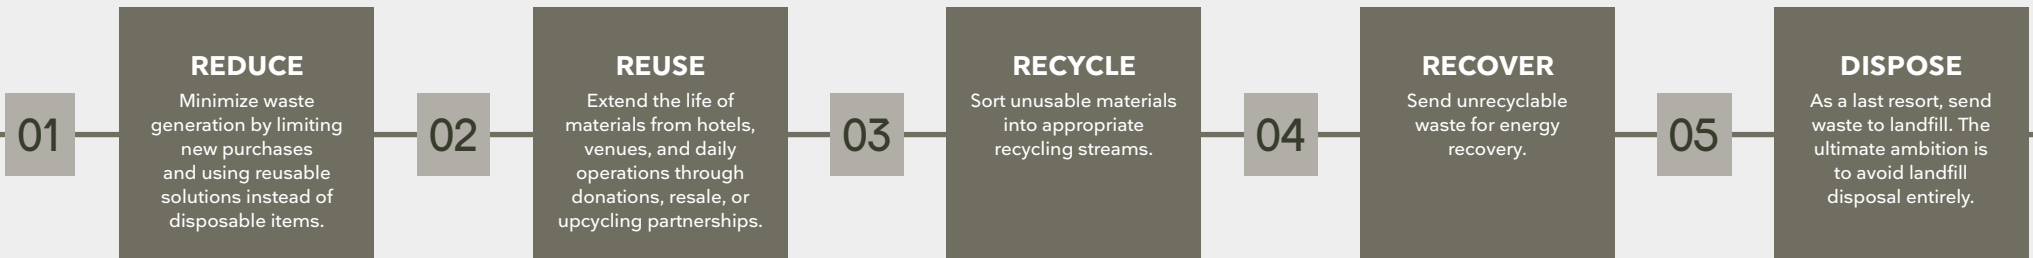 01
REDUCE
Minimize waste
generation by limiting
new purchases
and using reusable
solutions instead of
disposable items.
02
REUSE
Extend the life of
materials from hotels,
venues, and daily
operations through
donations, resale, or
upcycling partnerships.
03
RECYCLE
Sort unusable materials
into appropriate
recycling streams.
04
RECOVER
Send unrecyclable
waste for energy
recovery.
05
DISPOSE
As a last resort, send
waste to landfill. The
ultimate ambition is
to avoid landfill
disposal entirely.